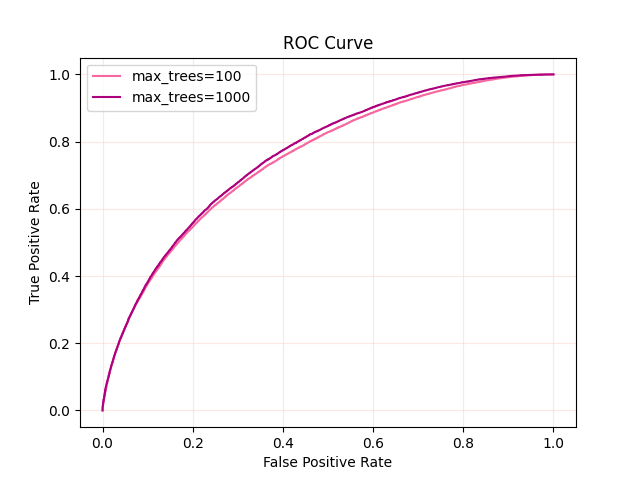 ROC Curve
max_trees=100
max_trees=1000
True Positive Rate
1.0
0.8
0.6
0.4
0.2
0.0
0.0 0.2 0.4 0.6 0.8 1.0
False Positive Rate